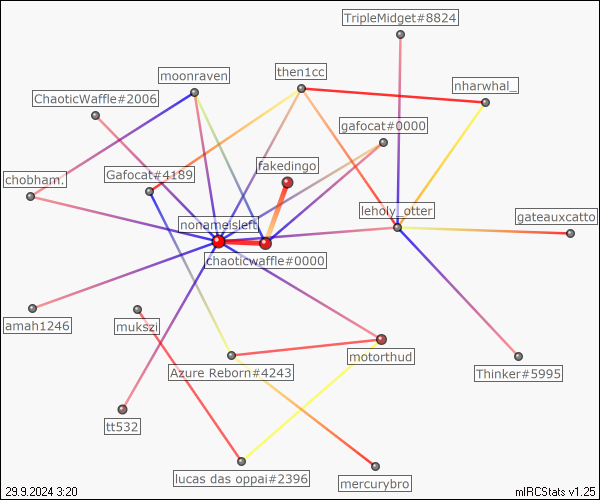 TripleMidget#8824
moonraven
then1cc
nharwhal_
ChaoticWaffle#2006
gafocat#0000
jfakedingo
chobham.
Gafocat#4189
leholy_otter
nonameisleft
gateauxcatto
chaoticwaffle#0000
amah1246
mukszi
motorthud
Azure Reborn#4243
Thinker#5995
tt532
lucas das oppai#2396
mercurybro
29.9.2024 3:20
mIRCStats v1.25